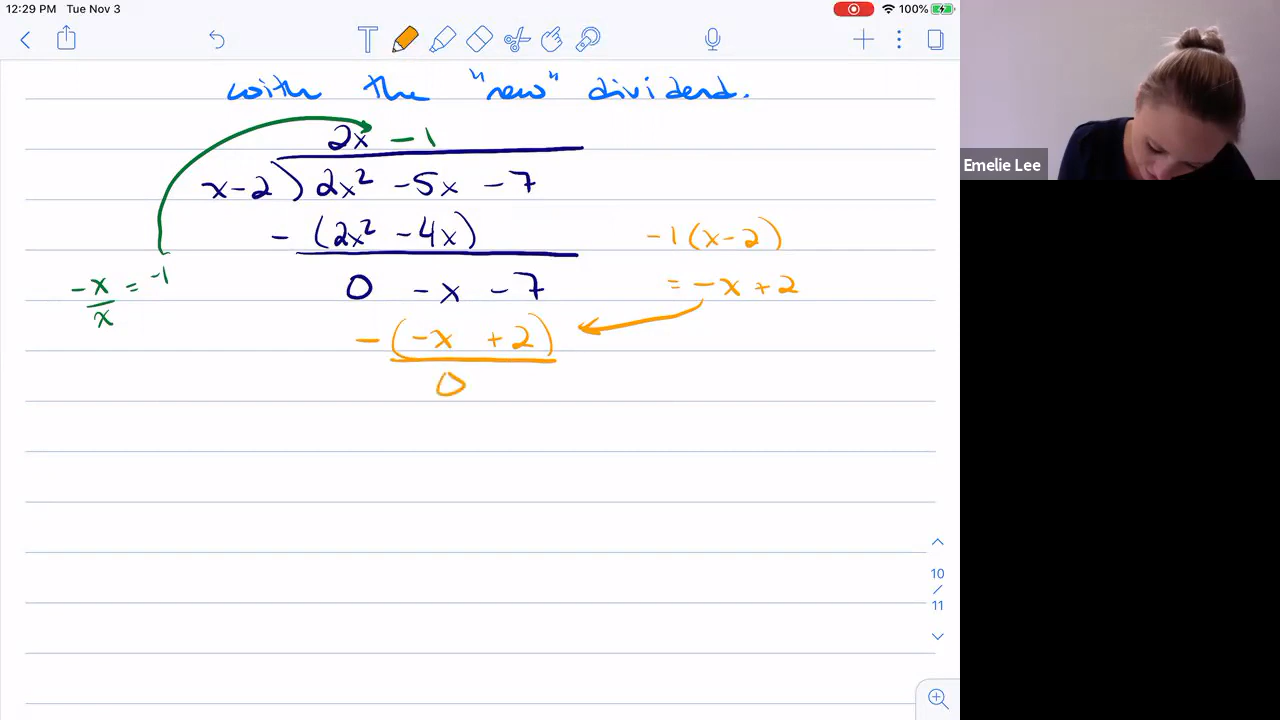 12:29 PM Tue Nov 3
100%
with the "new" dividend.
2x - 1
x-2 ) 2x² -5x -7
- (2x² -4x)
-1(x-2)
0 -x -7
= -x +2
-x/x = -1
- (-x +2)
0
Emelie Lee
10
/
11